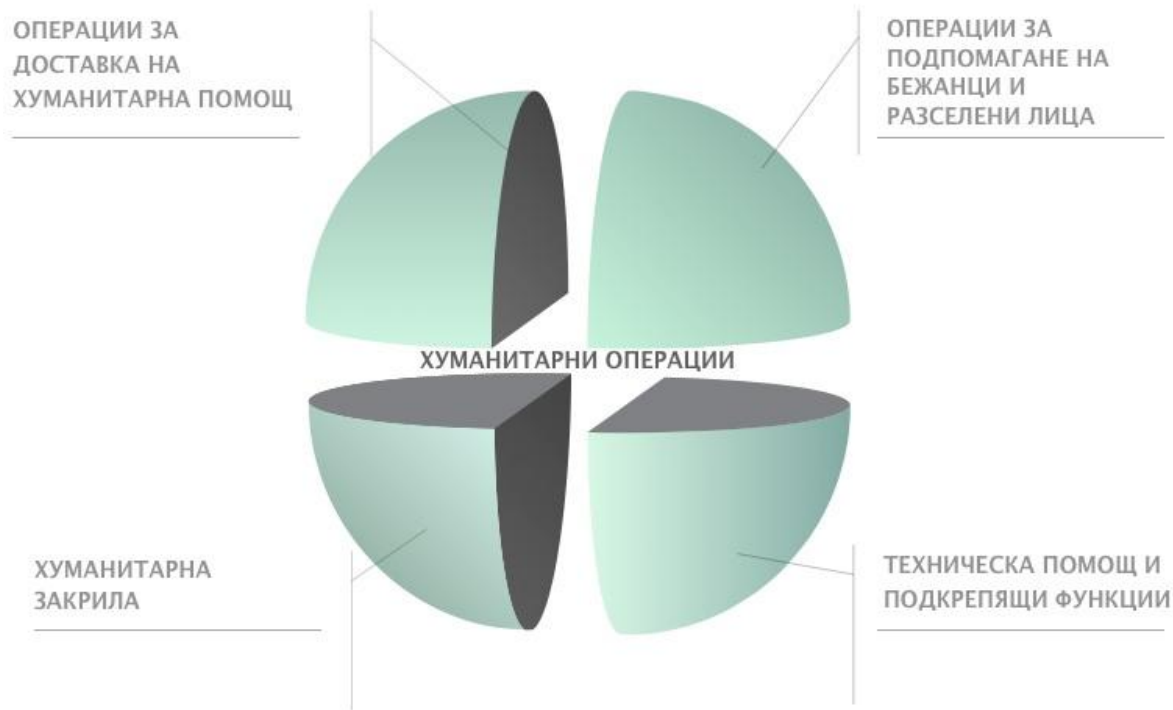 ОПЕРАЦИИ ЗА
ДОСТАВКА НА
ХУМАНИТАРНА ПОМОЩ
ОПЕРАЦИИ ЗА
ПОДПОМАГАНЕ НА
БЕЖАНЦИ И
РАЗСЕЛЕНИ ЛИЦА
ХУМАНИТАРНИ ОПЕРАЦИИ
ХУМАНИТАРНА
ЗАКРИЛА
ТЕХНИЧЕСКА ПОМОЩ И
ПОДКРЕПЯЩИ ФУНКЦИИ